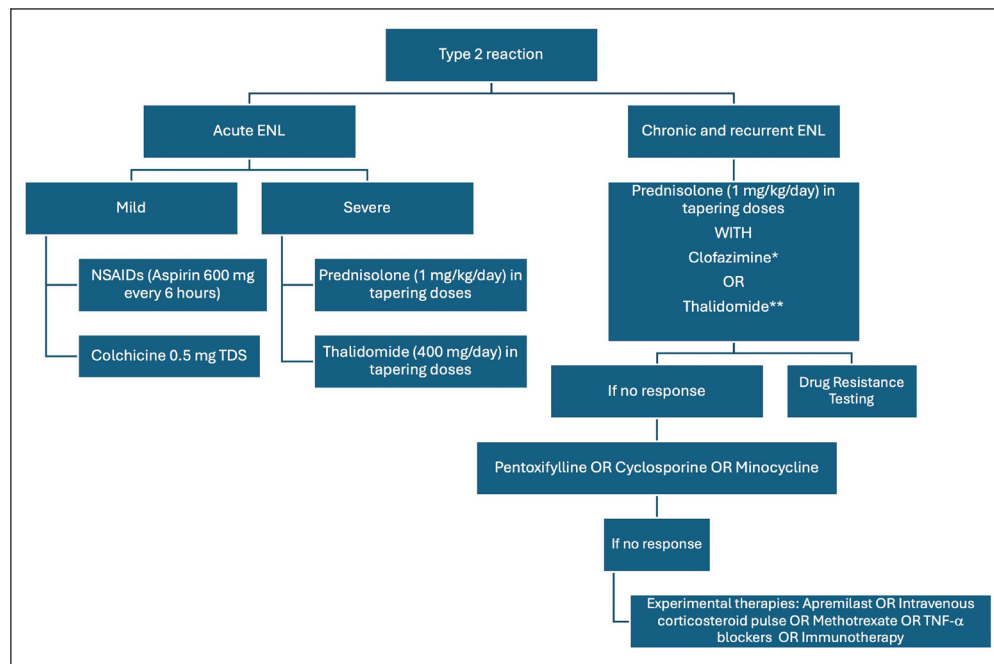 Type 2 reaction
Acute ENL
Chronic and recurrent ENL
Mild
Severe
Prednisolone (1 mg/kg/day) in
tapering doses
WITH
Clofazimine*
OR
Thalidomide**
NSAIDs (Aspirin 600 mg
every 6 hours)
Prednisolone (1 mg/kg/day) in
tapering doses
Colchicine 0.5 mg TDS
Thalidomide (400 mg/day) in
tapering doses
If no response
Drug Resistance
Testing
Pentoxifylline OR Cyclosporine OR Minocycline
If no response
Experimental therapies: Apremilast OR Intravenous
corticosteroid pulse OR Methotrexate OR TNF-α
blockers OR Immunotherapy